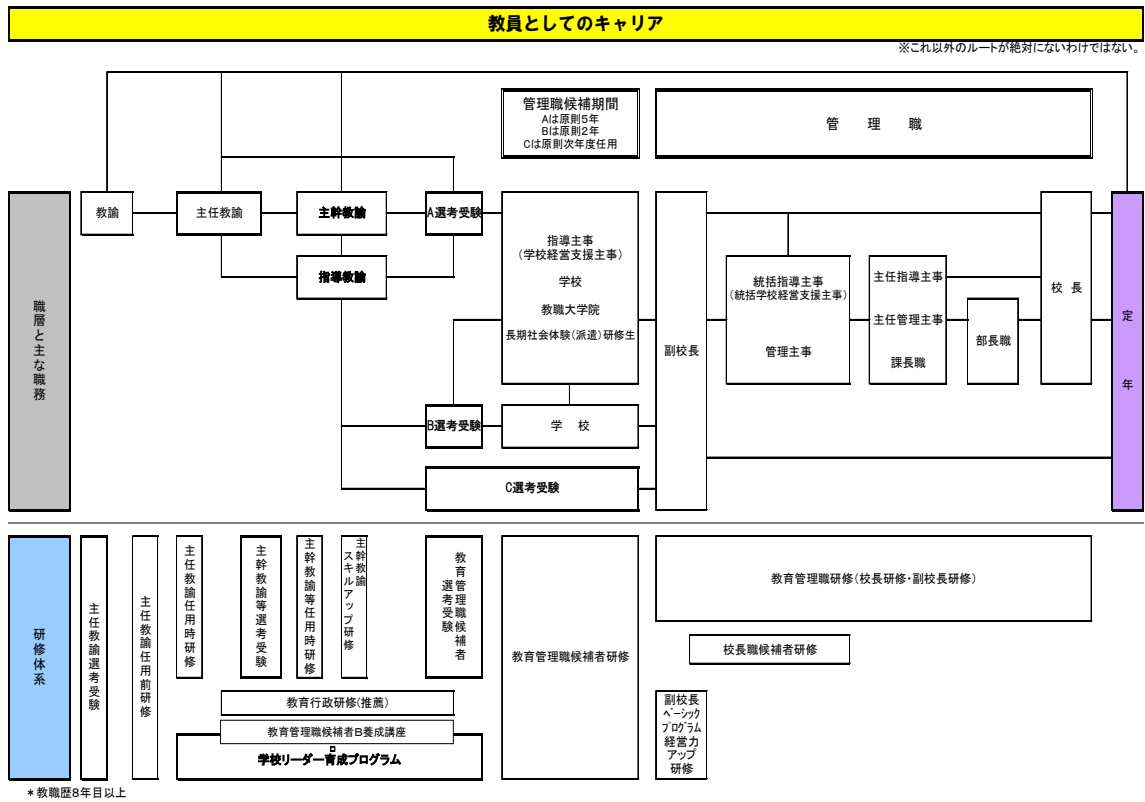 教員としてのキャリア
※これ以外のルートが絶対にないわけではない。
管理職候補期間
Aは原則5年
Bは原則2年
Cは原則次年度任用
管　理　職
職層と主な職務
教諭
主任教諭
主幹教諭
指導教諭
A選考受験
指導主事
(学校経営支援主事)
学校
教職大学院
長期社会体験(派遣)研修生
B選考受験
学　校
C選考受験
副校長
統括指導主事
(統括学校経営支援主事)
管理主事
主任指導主事
主任管理主事
課長職
部長職
校 長
定　年
研修体系
主任教諭選考受験
主任教諭任用前研修
主任教諭任用時研修
主幹教諭等選考受験
主幹教諭等任用時研修
主幹教諭
スキルアップ研修
教育管理職候補者
選考受験
教育行政研修(推薦)
教育管理職候補者B養成講座
学校リーダー育成プログラム
教育管理職候補者研修
教育管理職研修(校長研修・副校長研修)
校長職候補者研修
副校長
ベーシック
プログラム
経営力
アップ
研修
*教職歴8年目以上